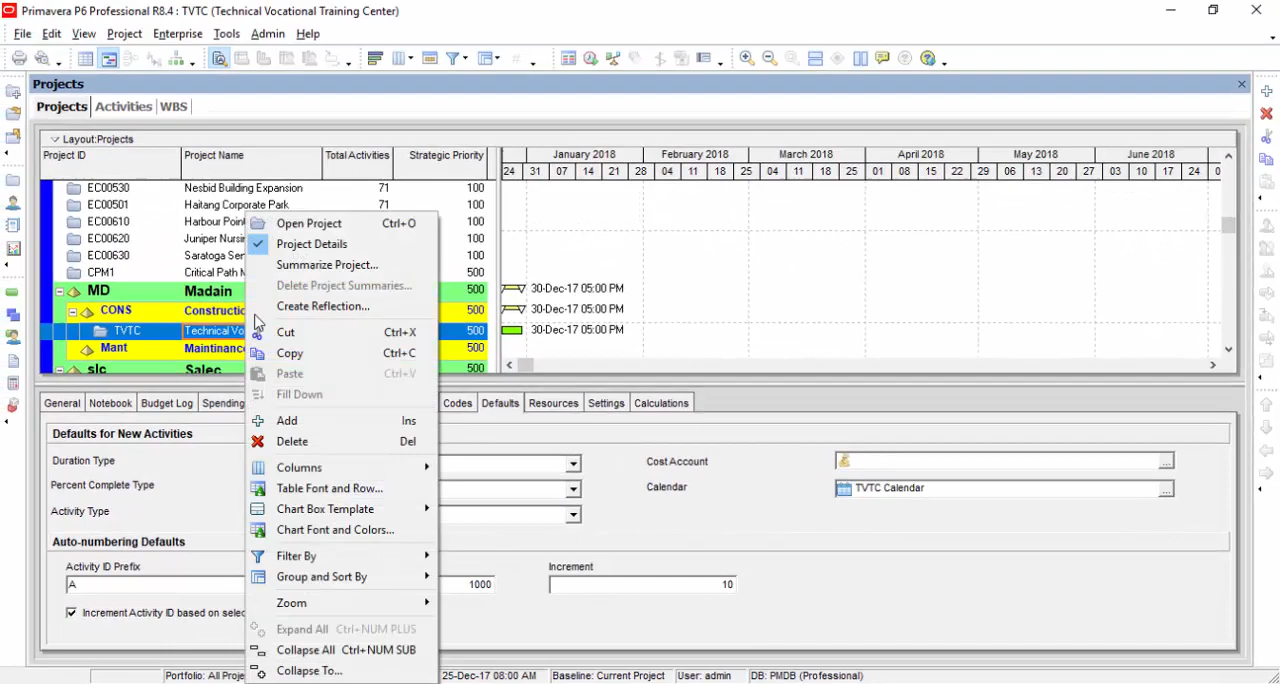 Primavera P6 Professional R8.4 : TVTC (Technical Vocational Training Center)
File Edit View Project Enterprise Tools Admin Help
Projects
Projects Activities WBS
Layout:Projects
Project ID Project Name Total Activities Strategic Priority
January 2018 February 2018 March 2018 April 2018 May 2018 June 2018
24 31 07 14 21 28 04 11 18 25 04 11 18 25 01 08 15 22 29 06 13 20 27 03 10 17 24 0
EC00530 Nesbid Building Expansion 71 100
EC00501 Haitang Corporate Park 71 100
EC00610 Harbour Poin 100
EC00620 Juniper Nursi 100
EC00630 Saratoga Sen 100
CPM1 Critical Path M 500
MD Madain 500 30-Dec-17 05:00 PM
CONS Constructio 500 30-Dec-17 05:00 PM
TVTC Technical Vo 500 30-Dec-17 05:00 PM
Mant Maintinanc 500
slc Salec 500
Open Project Ctrl+O
Project Details
Summarize Project...
Delete Project Summaries...
Create Reflection...
Cut Ctrl+X
Copy Ctrl+C
Paste Ctrl+V
Fill Down
Add Ins
Delete Del
Columns
Table Font and Row...
Chart Box Template
Chart Font and Colors...
Filter By
Group and Sort By
Zoom
Expand All Ctrl+NUM PLUS
Collapse All Ctrl+NUM SUB
Collapse To...
General Notebook Budget Log Spending Codes Defaults Resources Settings Calculations
Defaults for New Activities
Duration Type
Cost Account
Percent Complete Type
Calendar TVTC Calendar
Activity Type
Auto-numbering Defaults
Activity ID Prefix Increment
A 1000 10
Increment Activity ID based on selec
Portfolio: All Proje 25-Dec-17 08:00 AM Baseline: Current Project User: admin DB: PMDB (Professional)